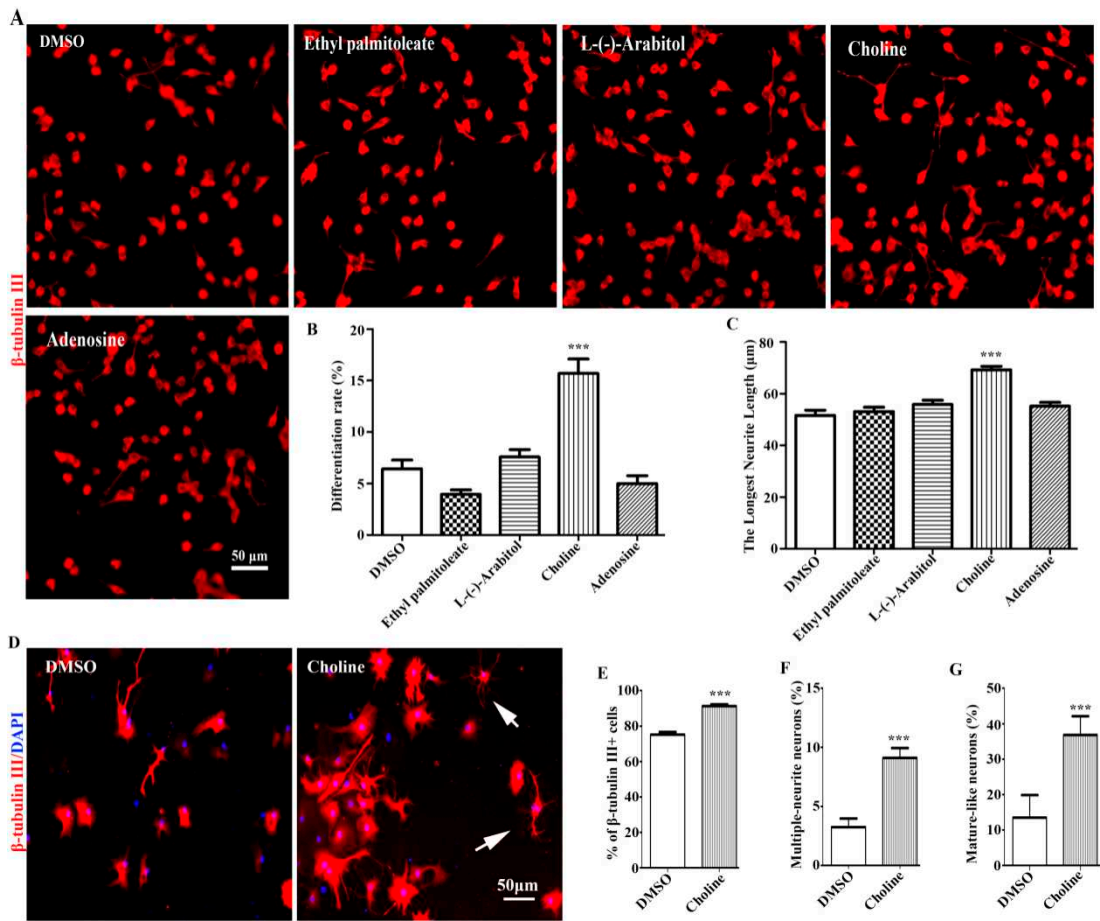 A
DMSO
Ethyl palmitoleate
L-(-)-Arabitol
Choline
β-tubulin III
Adenosine
50 μm
B
Differentiation rate (%)
20
15
10
5
0
***
DMSO
Ethyl palmitoleate
L-(-)-Arabitol
Choline
Adenosine
C
The Longest Neurite Length (μm)
80
60
40
20
0
***
DMSO
Ethyl palmitoleate
L-(-)-Arabitol
Choline
Adenosine
D
β-tubulin III/DAPI
DMSO
Choline
50μm
E
% of β-tubulin III+ cells
100
80
60
40
20
0
***
DMSO
Choline
F
Multiple-neurite neurons (%)
15
10
5
0
***
DMSO
Choline
G
Mature-like neurons (%)
50
40
30
20
10
0
***
DMSO
Choline